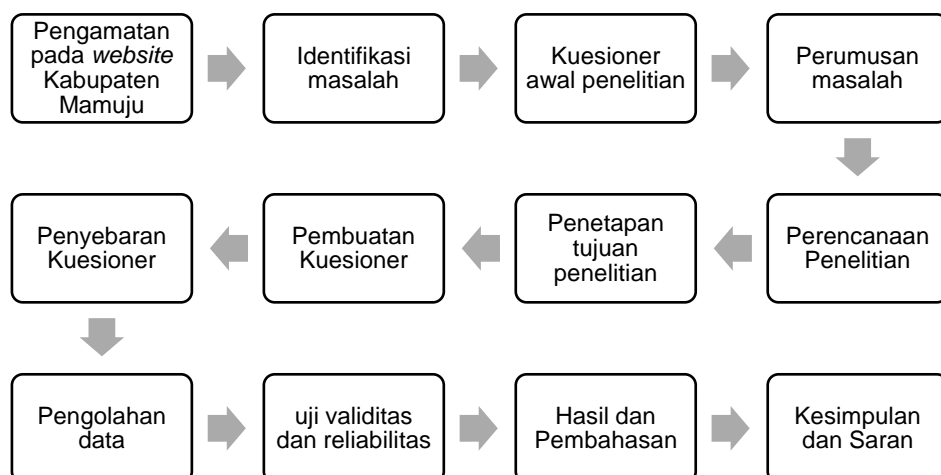 Pengamatan
pada website
Kabupaten
Mamuju
Identifikasi
masalah
Kuesioner
awal penelitian
Perumusan
masalah
Perencanaan
Penelitian
Penetapan
tujuan
penelitian
Pembuatan
Kuesioner
Penyebaran
Kuesioner
Pengolahan
data
uji validitas
dan reliabilitas
Hasil dan
Pembahasan
Kesimpulan
dan Saran